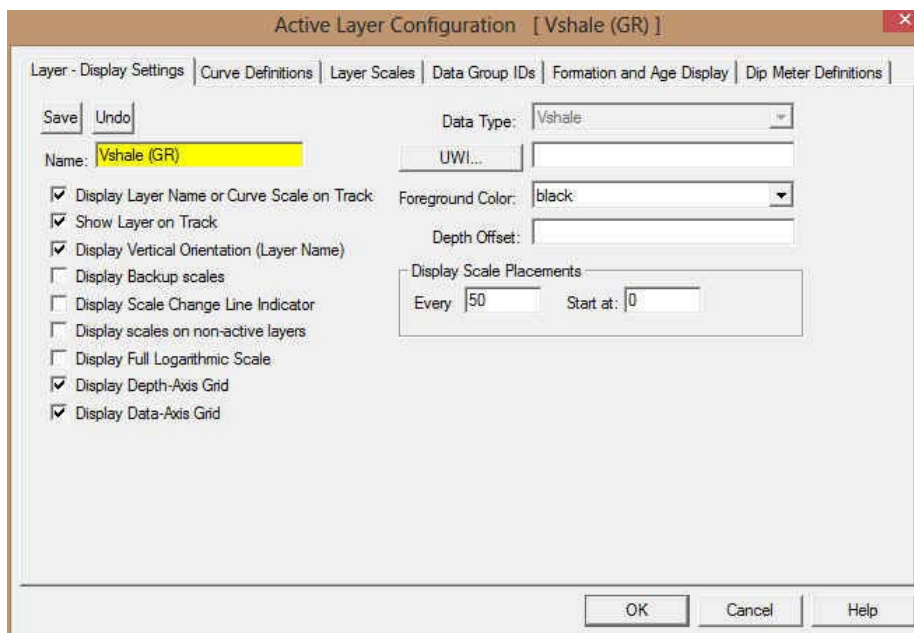 Active Layer Configuration [ Vshale (GR) ]
Layer - Display Settings
Curve Definitions
Layer Scales
Data Group IDs
Formation and Age Display
Dip Meter Definitions
Save
Undo
Name: Vshale (GR)
Display Layer Name or Curve Scale on Track
Show Layer on Track
Display Vertical Orientation (Layer Name)
Display Backup scales
Display Scale Change Line Indicator
Display scales on non-active layers
Display Full Logarithmic Scale
Display Depth-Axis Grid
Display Data-Axis Grid
Data Type: Vshale
UWI...
Foreground Color: black
Depth Offset:
Display Scale Placements
Every 50 Start at: 0
OK
Cancel
Help